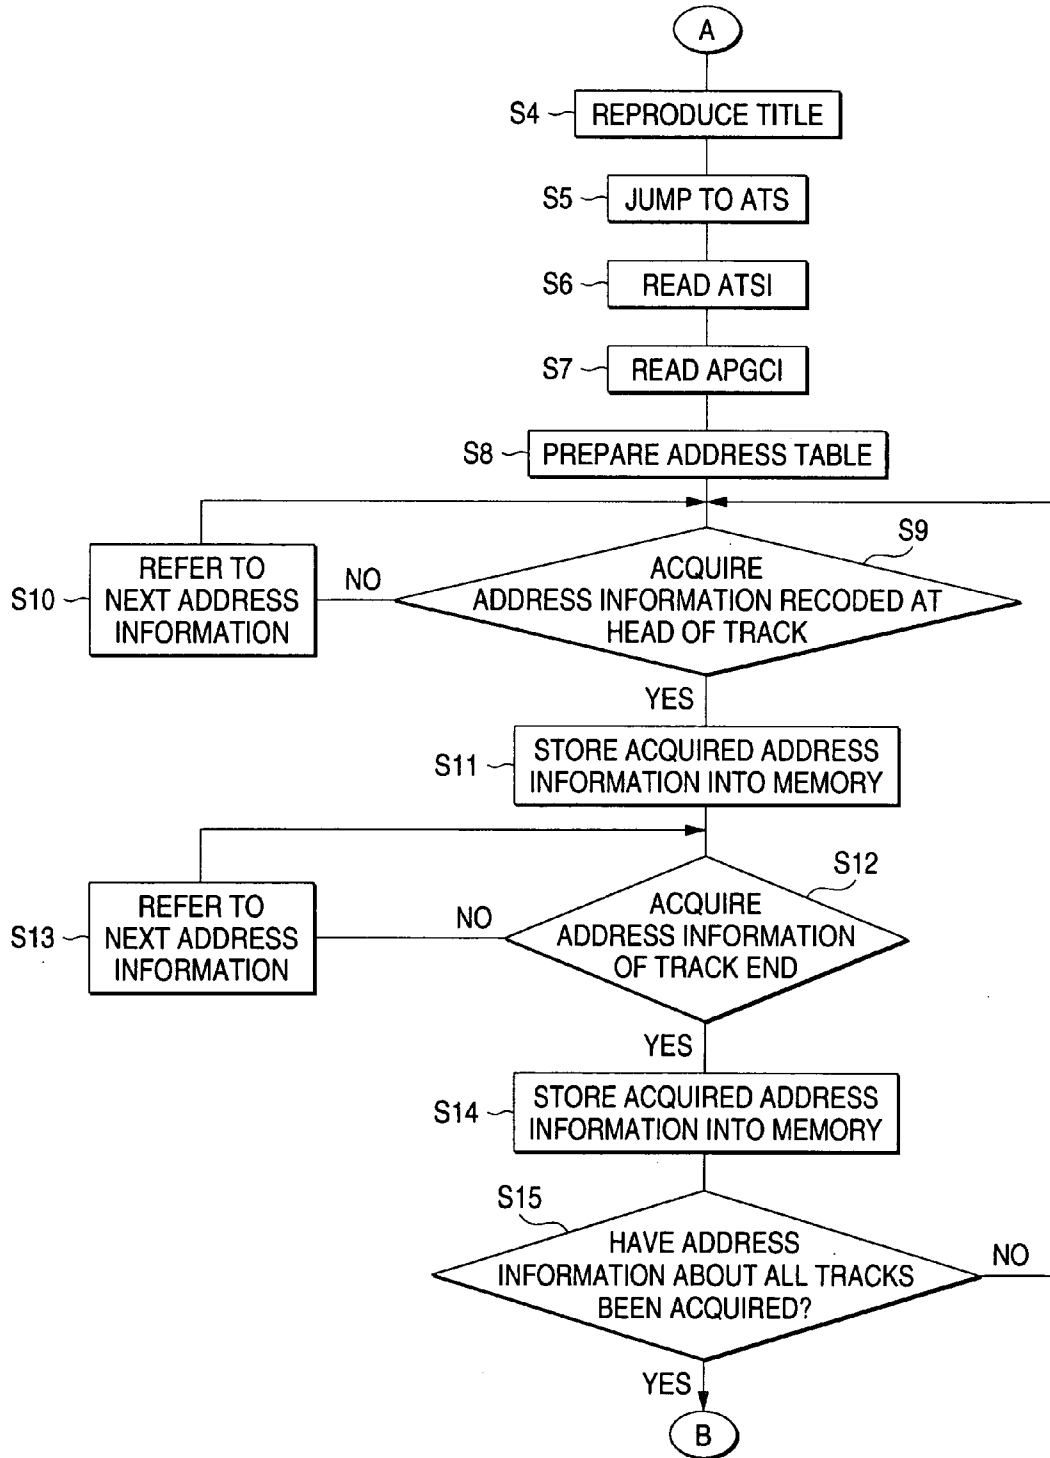 A
S4 REPRODUCE TITLE
S5 JUMP TO ATS
S6 READ ATSI
S7 READ APGCI
S8 PREPARE ADDRESS TABLE
S9
ACQUIRE
ADDRESS INFORMATION RECODED AT
HEAD OF TRACK
NO
S10
REFER TO
NEXT ADDRESS
INFORMATION
YES
S11
STORE ACQUIRED ADDRESS
INFORMATION INTO MEMORY
S12
ACQUIRE
ADDRESS INFORMATION
OF TRACK END
NO
S13
REFER TO
NEXT ADDRESS
INFORMATION
YES
S14
STORE ACQUIRED ADDRESS
INFORMATION INTO MEMORY
S15
HAVE ADDRESS
INFORMATION ABOUT ALL TRACKS
BEEN ACQUIRED?
NO
YES
B